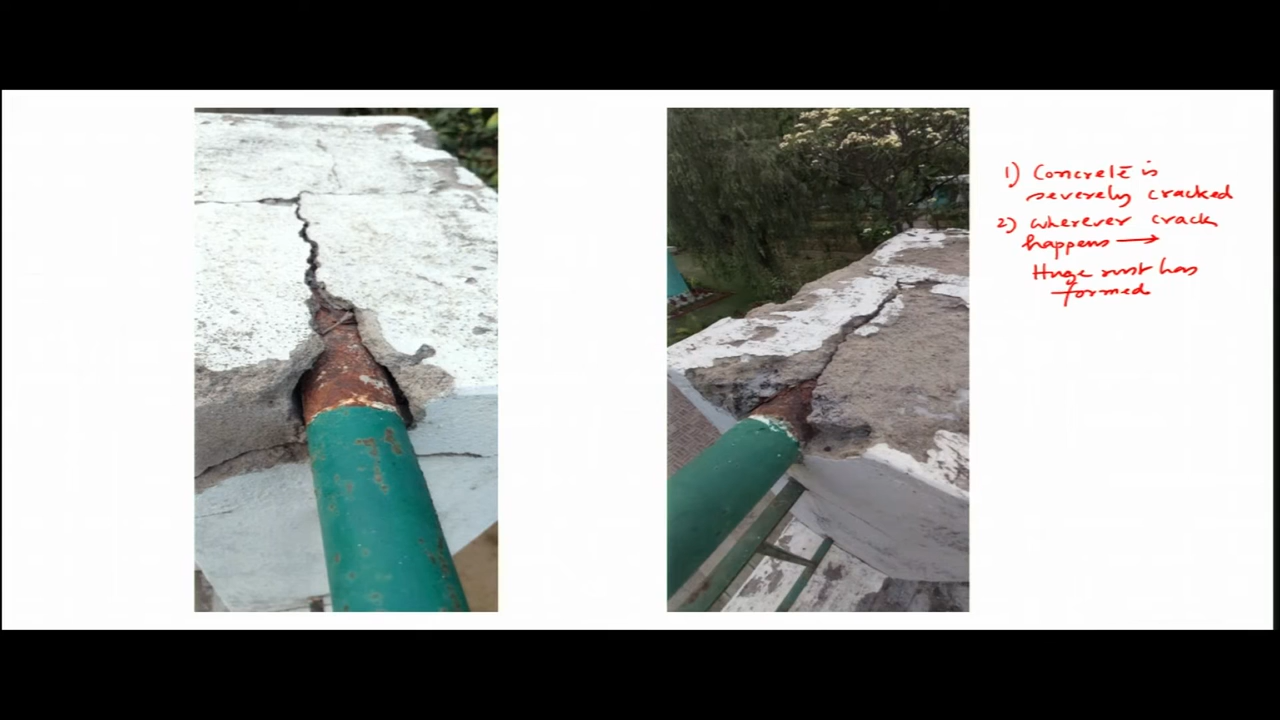 1) Concrete is
severely cracked
2) wherever crack
happens →
Huge rust has
formed